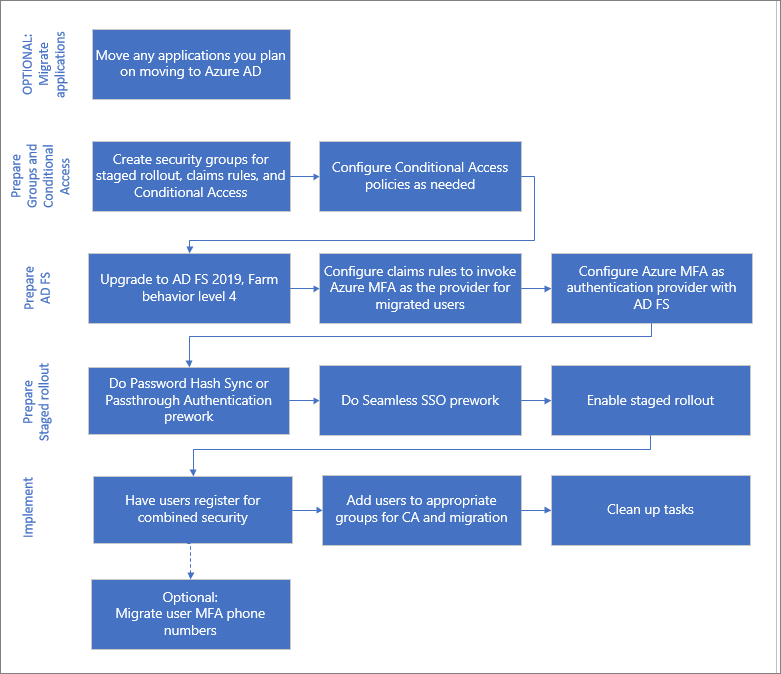 OPTIONAL:
Migrate
applications
Move any applications you plan
on moving to Azure AD
Prepare
Groups and
Conditional
Access
Create security groups for
staged rollout, claims rules, and
Conditional Access
Configure Conditional Access
policies as needed
Prepare
AD FS
Upgrade to AD FS 2019, Farm
behavior level 4
Configure claims rules to invoke
Azure MFA as the provider for
migrated users
Configure Azure MFA as
authentication provider with
AD FS
Prepare
Staged rollout
Do Password Hash Sync or
Passthrough Authentication
prework
Do Seamless SSO prework
Enable staged rollout
Implement
Have users register for
combined security
Add users to appropriate
groups for CA and migration
Clean up tasks
Optional:
Migrate user MFA phone
numbers